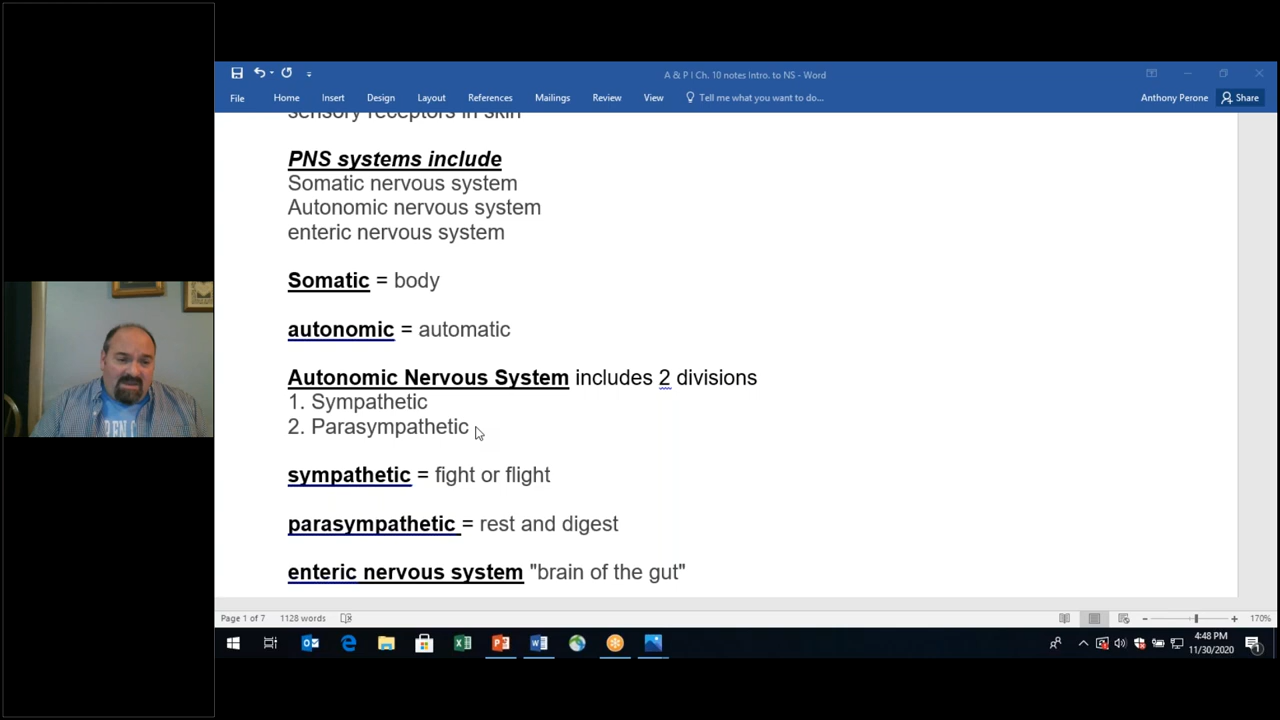 A & P I Ch. 10 notes Intro. to NS - Word
File Home Insert Design Layout References Mailings Review View Tell me what you want to do... Anthony Perone Share
sensory receptors in skin
PNS systems include
Somatic nervous system
Autonomic nervous system
enteric nervous system
Somatic = body
autonomic = automatic
Autonomic Nervous System includes 2 divisions
1. Sympathetic
2. Parasympathetic
sympathetic = fight or flight
parasympathetic = rest and digest
enteric nervous system "brain of the gut"
Page 1 of 7 1128 words 170%
4:48 PM
11/30/2020